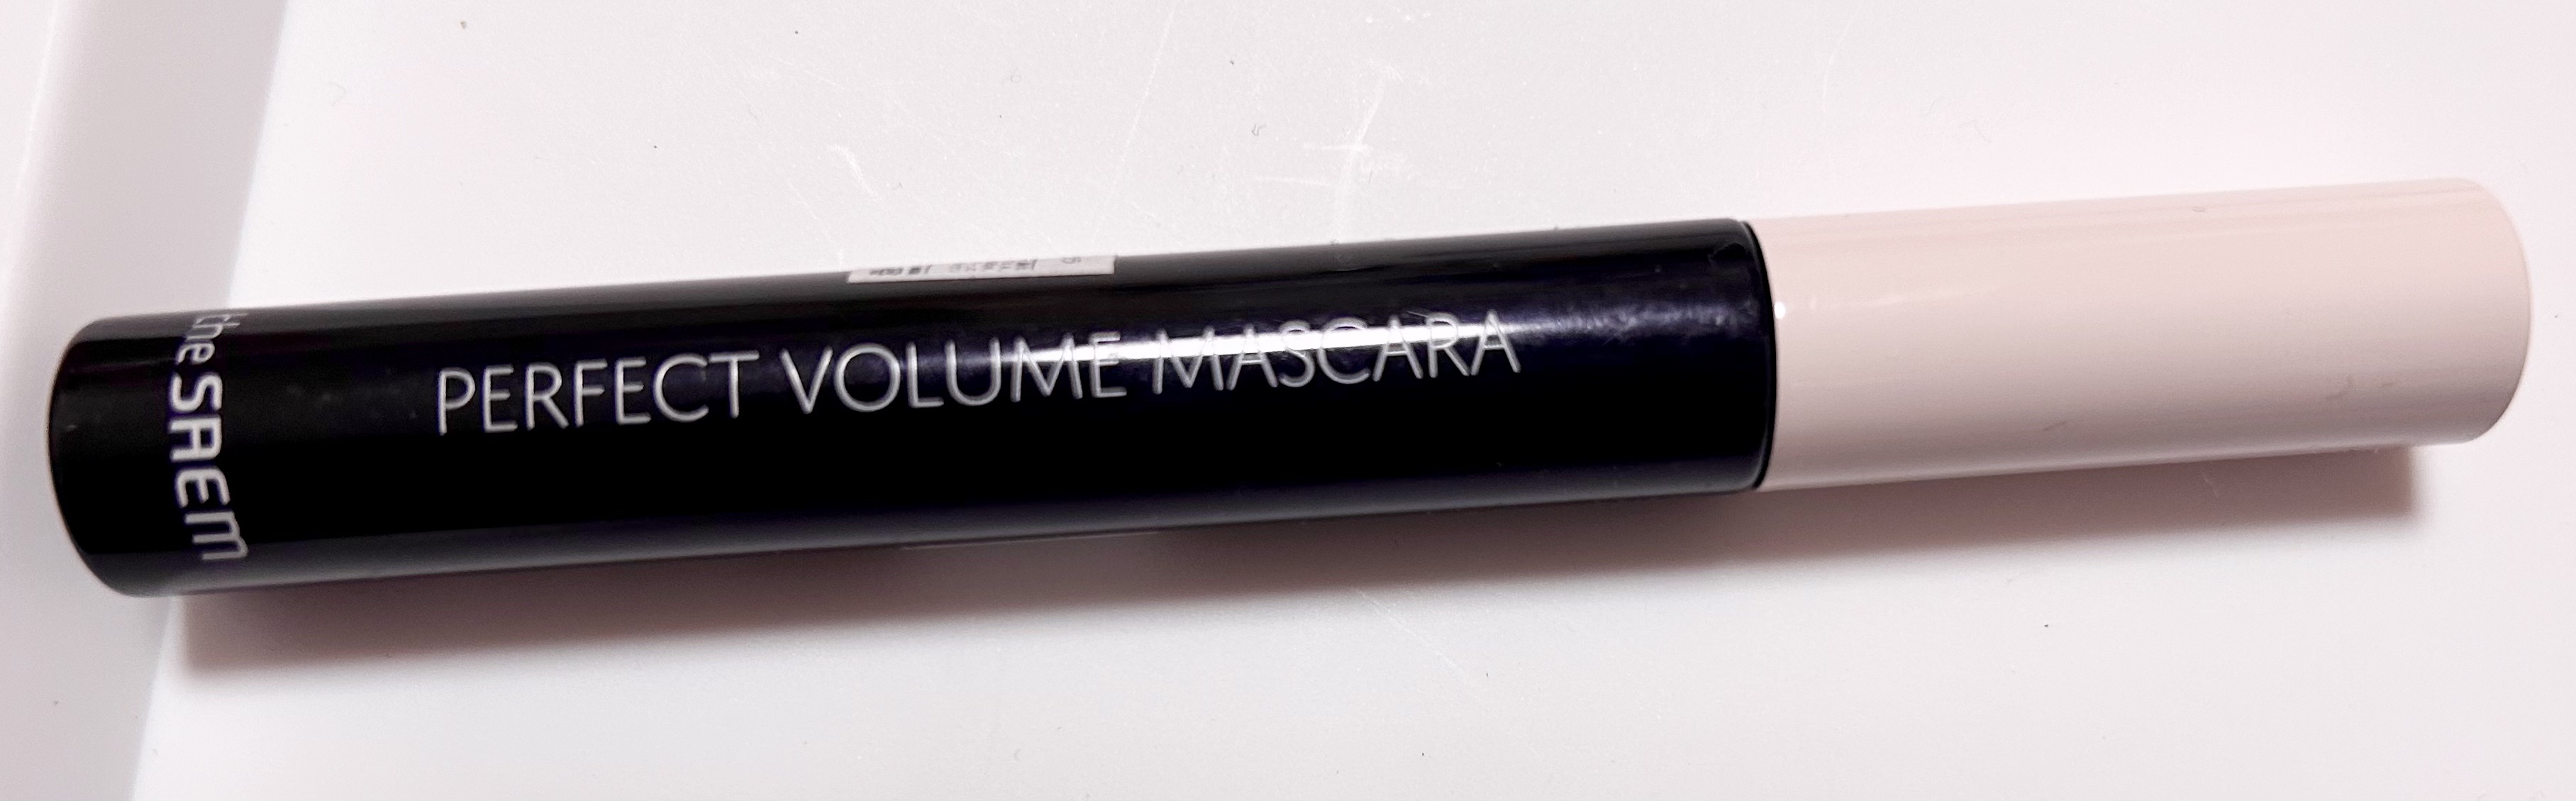 the SAEM
PERFECT VOLUME MASCARA